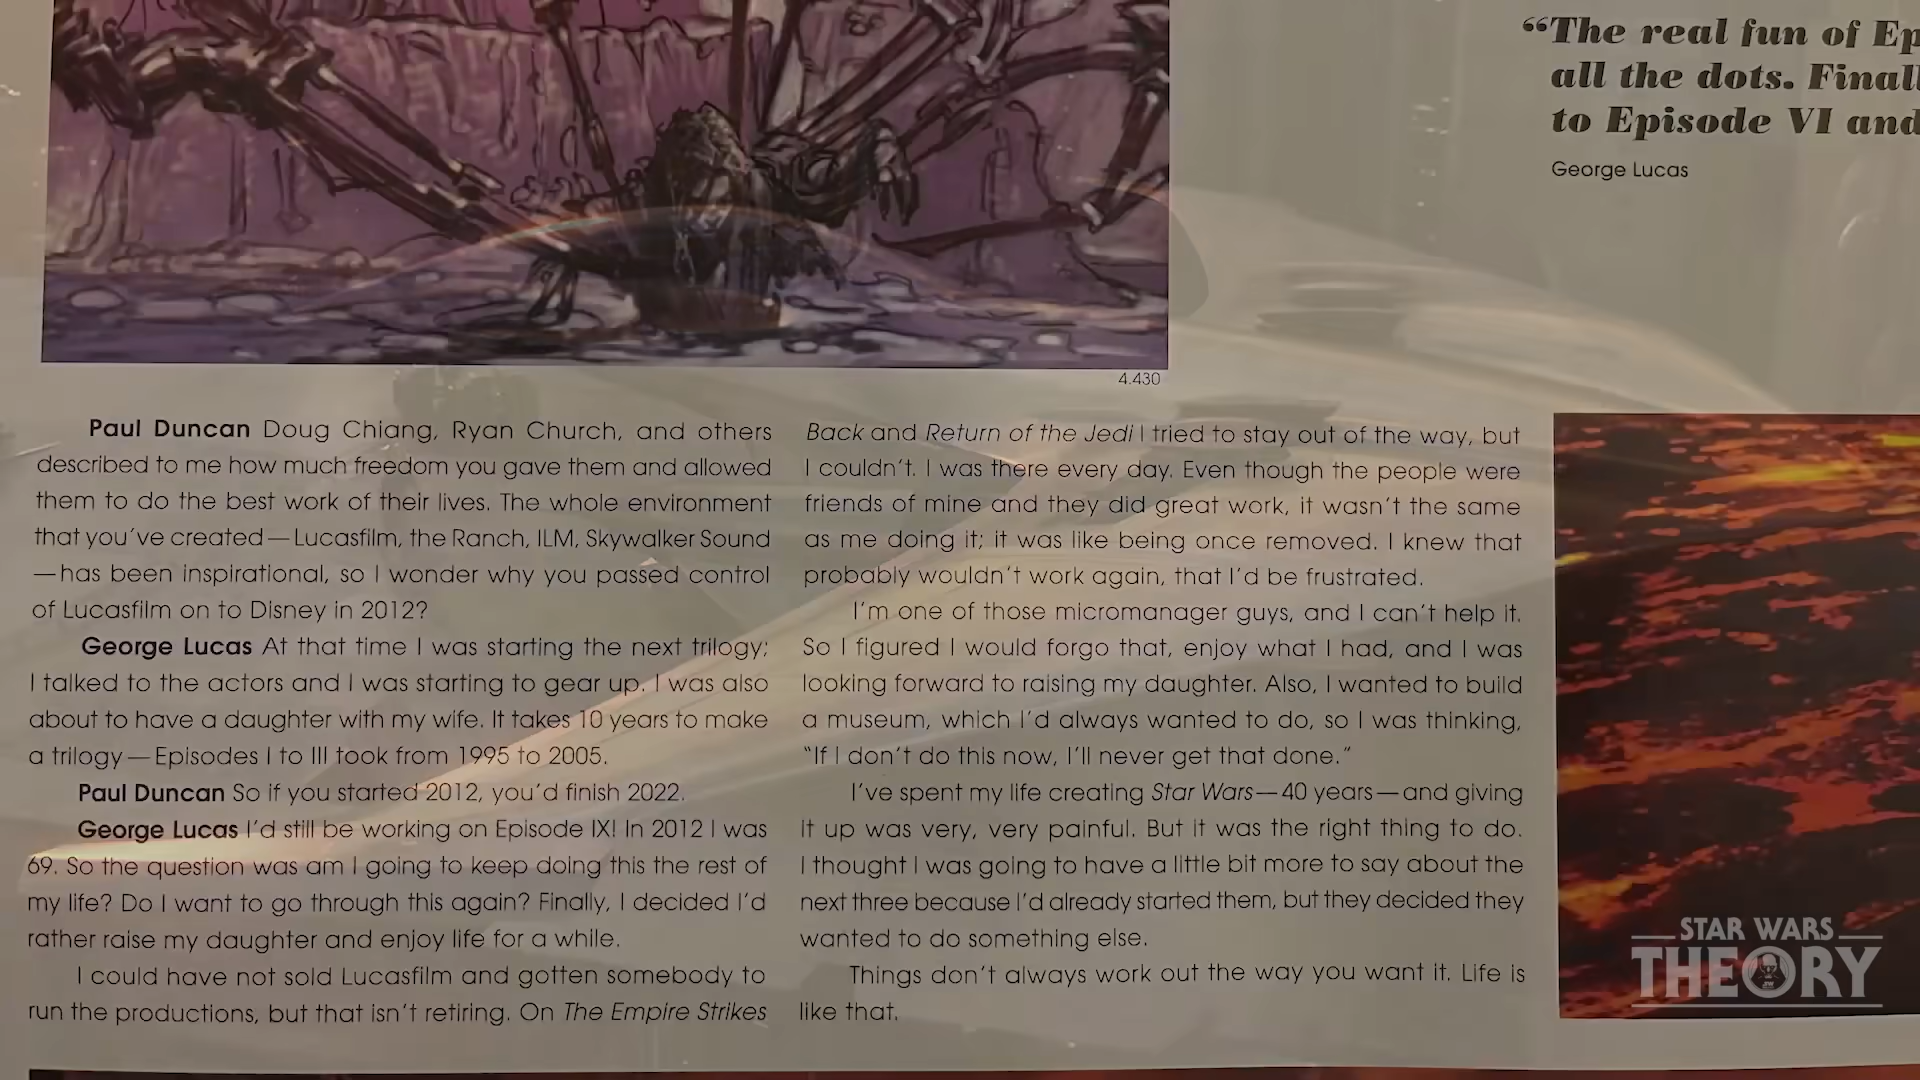 “The real fun of Ep
all the dots. Finall
to Episode VI and
George Lucas
4.430
Paul Duncan Doug Chiang, Ryan Church, and others
described to me how much freedom you gave them and allowed
them to do the best work of their lives. The whole environment
that you’ve created—Lucasfilm, the Ranch, ILM, Skywalker Sound
—has been inspirational, so I wonder why you passed control
of Lucasfilm on to Disney in 2012?
George Lucas At that time I was starting the next trilogy;
I talked to the actors and I was starting to gear up. I was also
about to have a daughter with my wife. It takes 10 years to make
a trilogy—Episodes I to III took from 1995 to 2005.
Paul Duncan So if you started 2012, you’d finish 2022.
George Lucas I’d still be working on Episode IX! In 2012 I was
69. So the question was am I going to keep doing this the rest of
my life? Do I want to go through this again? Finally, I decided I’d
rather raise my daughter and enjoy life for a while.
I could have not sold Lucasfilm and gotten somebody to
run the productions, but that isn’t retiring. On The Empire Strikes
Back and Return of the Jedi I tried to stay out of the way, but
I couldn’t. I was there every day. Even though the people were
friends of mine and they did great work, it wasn’t the same
as me doing it; it was like being once removed. I knew that
probably wouldn’t work again, that I’d be frustrated.
I’m one of those micromanager guys, and I can’t help it.
So I figured I would forgo that, enjoy what I had, and I was
looking forward to raising my daughter. Also, I wanted to build
a museum, which I’d always wanted to do, so I was thinking,
“If I don’t do this now, I’ll never get that done.”
I’ve spent my life creating Star Wars—40 years—and giving
it up was very, very painful. But it was the right thing to do.
I thought I was going to have a little bit more to say about the
next three because I’d already started them, but they decided they
wanted to do something else.
Things don’t always work out the way you want it. Life is
like that.
STAR WARS
THEORY